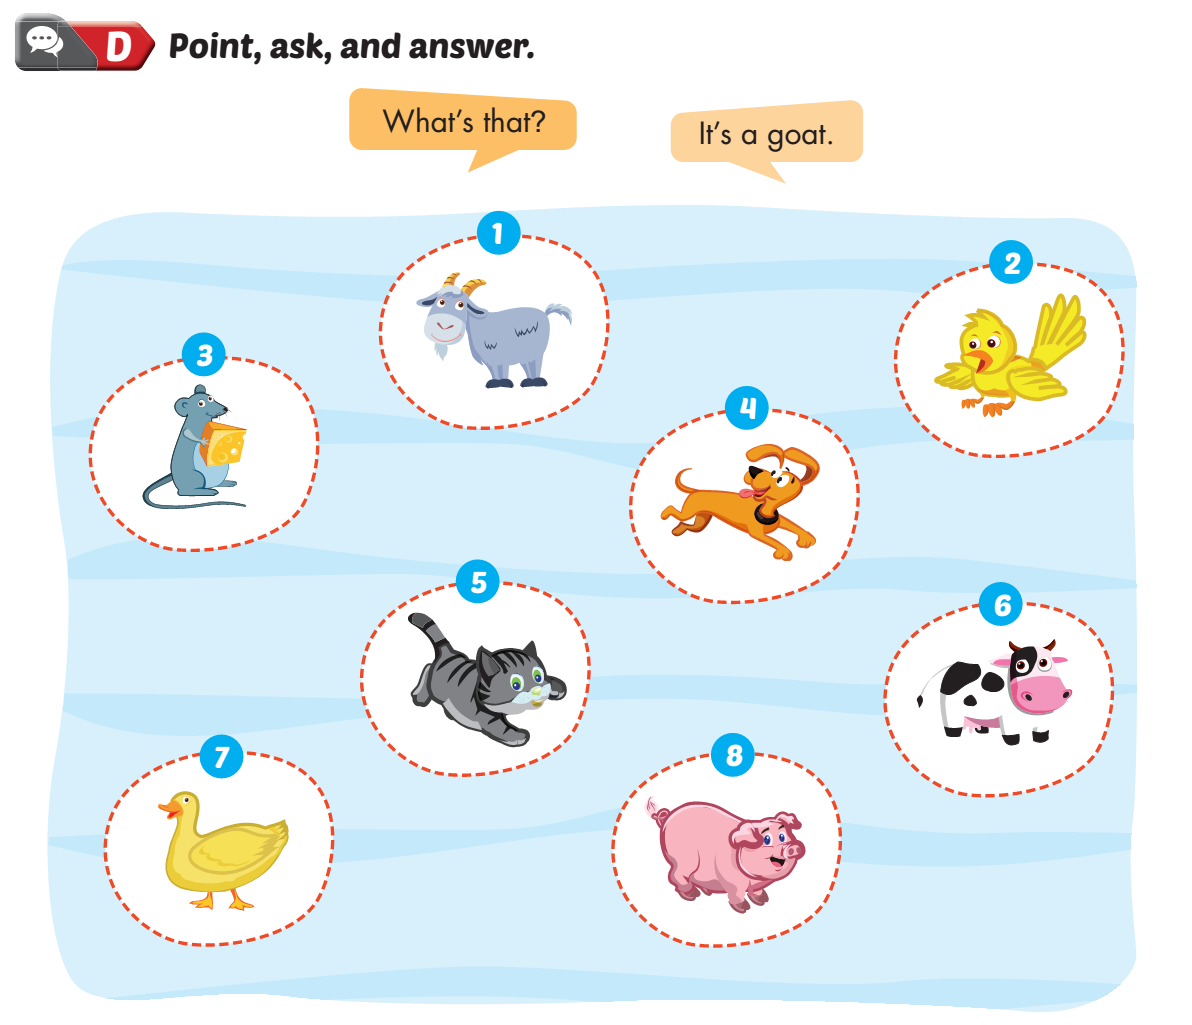 D Point, ask, and answer.
What's that?
It's a goat.
1
2
3
4
5
6
7
8